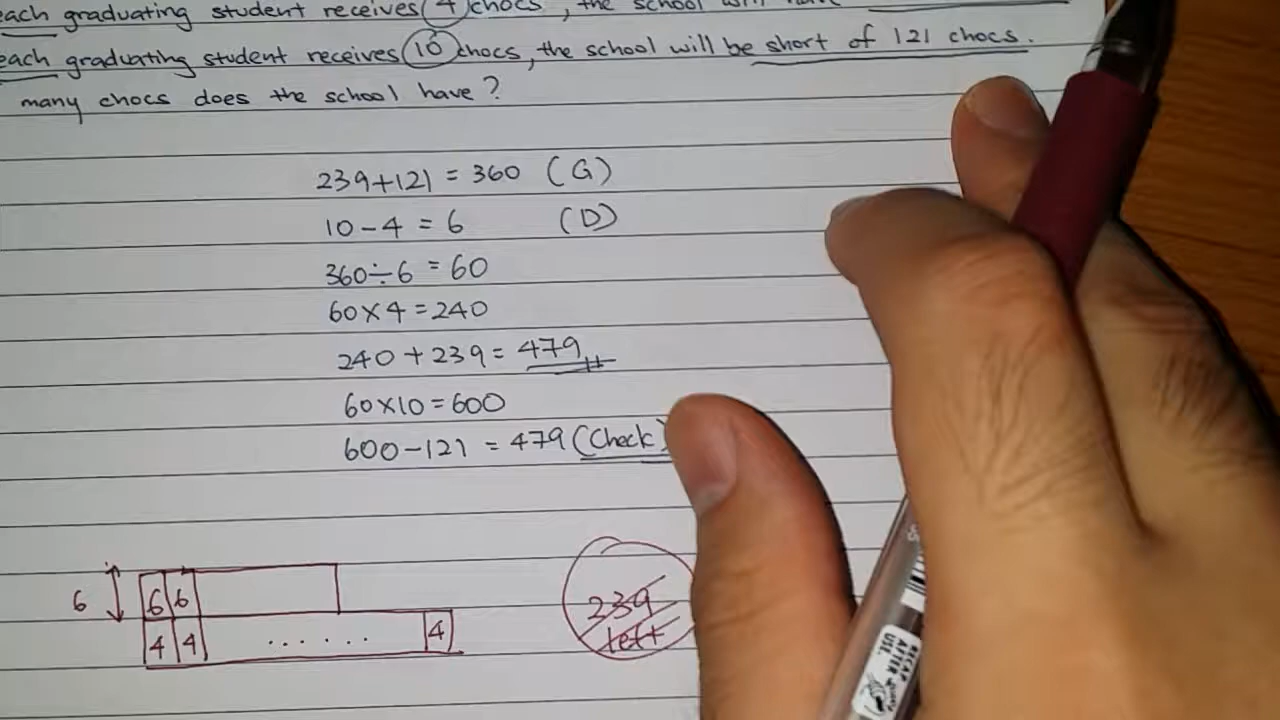 each graduating student receives 4 chocs, the school will have
each graduating student receives 10 chocs, the school will be short of 121 chocs.
many chocs does the school have?
239+121 = 360 (G)
10 - 4 = 6 (D)
360÷6 = 60
60×4 = 240
240 + 239 = 479
60×10 = 600
600 - 121 = 479 (Check)
6 6 6
4 4 ...... 4
239
left
RECAP
AFTER
USE.